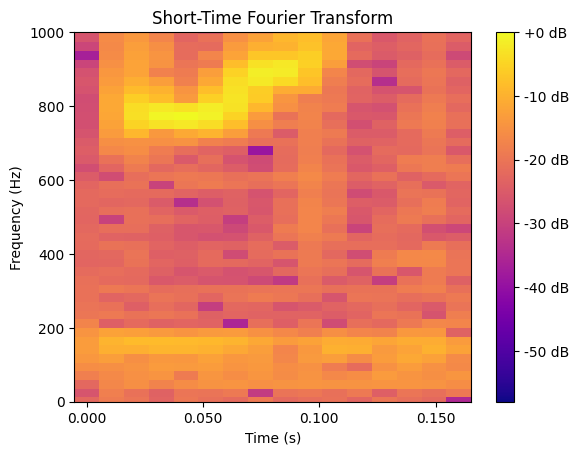 Short-Time Fourier Transform
Frequency (Hz)
1000
800
600
400
200
0
0.000
0.050
0.100
0.150
Time (s)
+0 dB
-10 dB
-20 dB
-30 dB
-40 dB
-50 dB